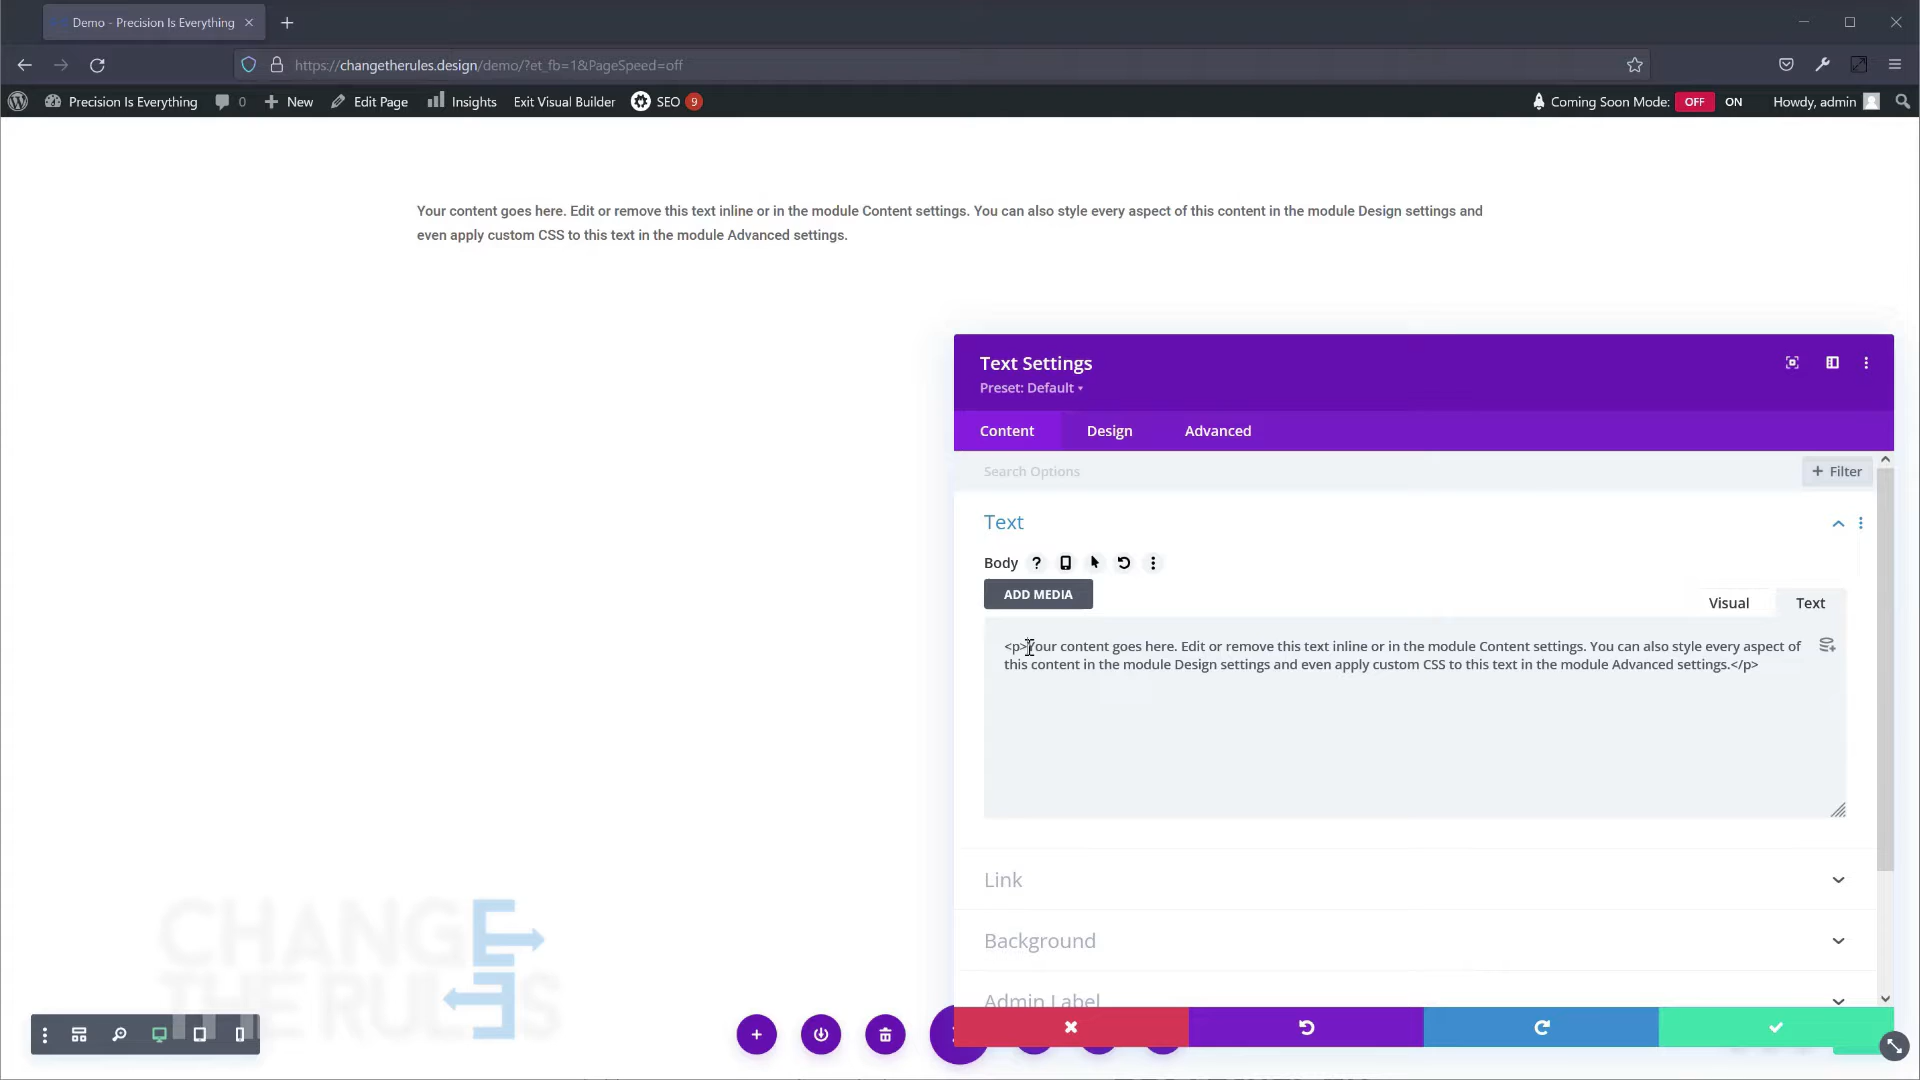 Demo - Precision Is Everything
https://changetherules.design/demo/?et_fb=1&PageSpeed=off
Precision Is Everything 0 New Edit Page Insights Exit Visual Builder SEO 9 Coming Soon Mode: OFF ON Howdy, admin
Your content goes here. Edit or remove this text inline or in the module Content settings. You can also style every aspect of this content in the module Design settings and
even apply custom CSS to this text in the module Advanced settings.
Text Settings
Preset: Default
Content Design Advanced
Search Options + Filter
Text
Body ?
ADD MEDIA
Visual Text
<p>Your content goes here. Edit or remove this text inline or in the module Content settings. You can also style every aspect of
this content in the module Design settings and even apply custom CSS to this text in the module Advanced settings.</p>
Link
Background
Admin Label
CHANGE
THE RULES